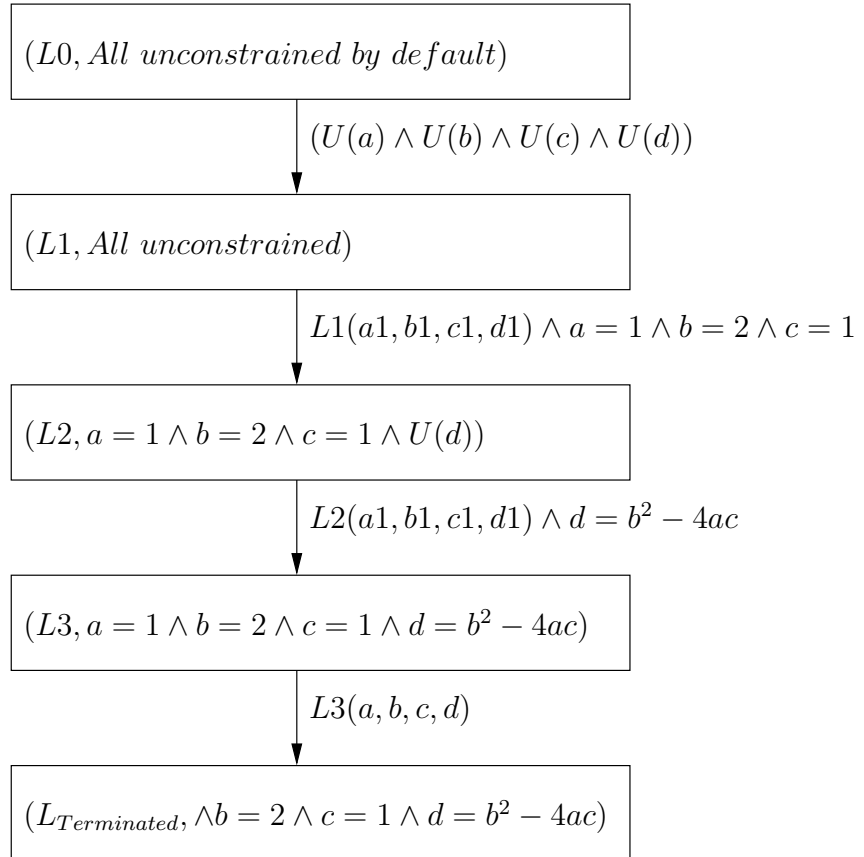 (L0, All unconstrained by default)
(U(a) ∧ U(b) ∧ U(c) ∧ U(d))
(L1, All unconstrained)
L1(a1, b1, c1, d1) ∧ a = 1 ∧ b = 2 ∧ c = 1
(L2, a = 1 ∧ b = 2 ∧ c = 1 ∧ U(d))
L2(a1, b1, c1, d1) ∧ d = b² − 4ac
(L3, a = 1 ∧ b = 2 ∧ c = 1 ∧ d = b² − 4ac)
L3(a, b, c, d)
(L_Terminated, ∧b = 2 ∧ c = 1 ∧ d = b² − 4ac)